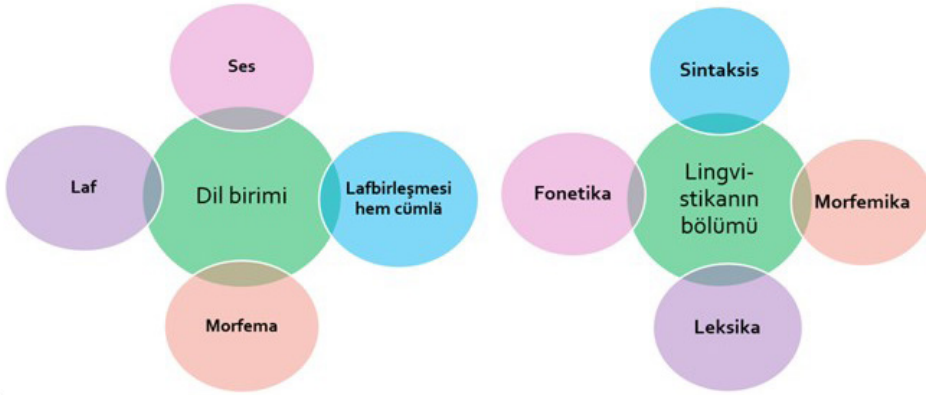 Ses
Laf
Dil birimi
Lafbirleşmesi
hem cümlä
Morfema
Sintaksis
Fonetika
Lingvi-
stikanın
bölümü
Morfemika
Leksika